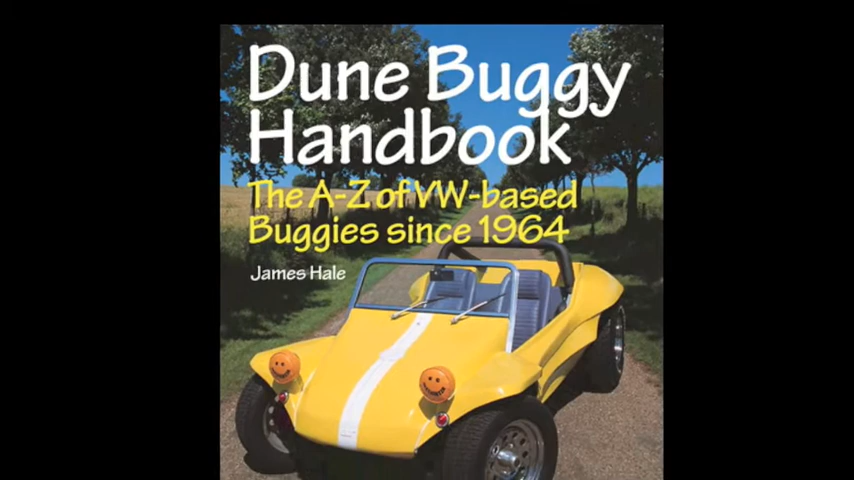 Dune Buggy
Handbook
The A-Z of VW-based
Buggies since 1964
James Hale